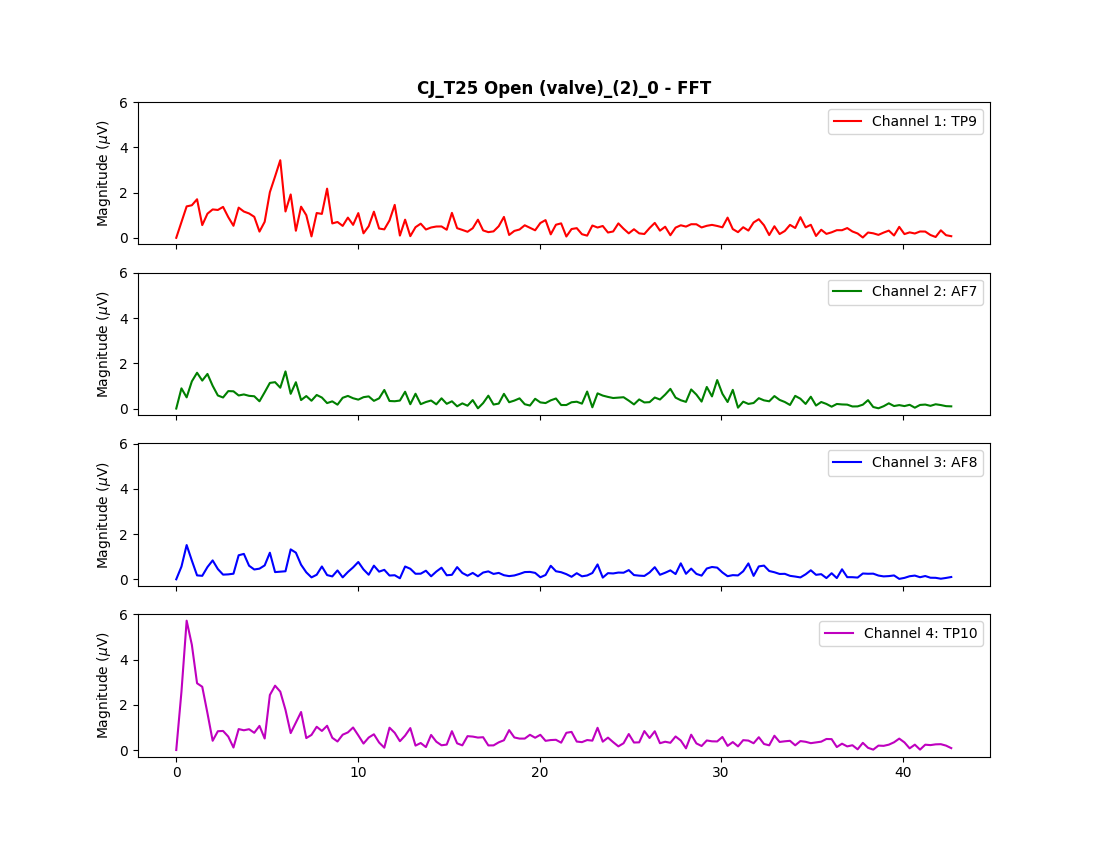 CJ_T25 Open (valve)_(2)_0 - FFT
6
4
2
0
Magnitude (μV)
Channel 1: TP9
6
4
2
0
Magnitude (μV)
Channel 2: AF7
6
4
2
0
Magnitude (μV)
Channel 3: AF8
6
4
2
0
Magnitude (μV)
Channel 4: TP10
0 10 20 30 40